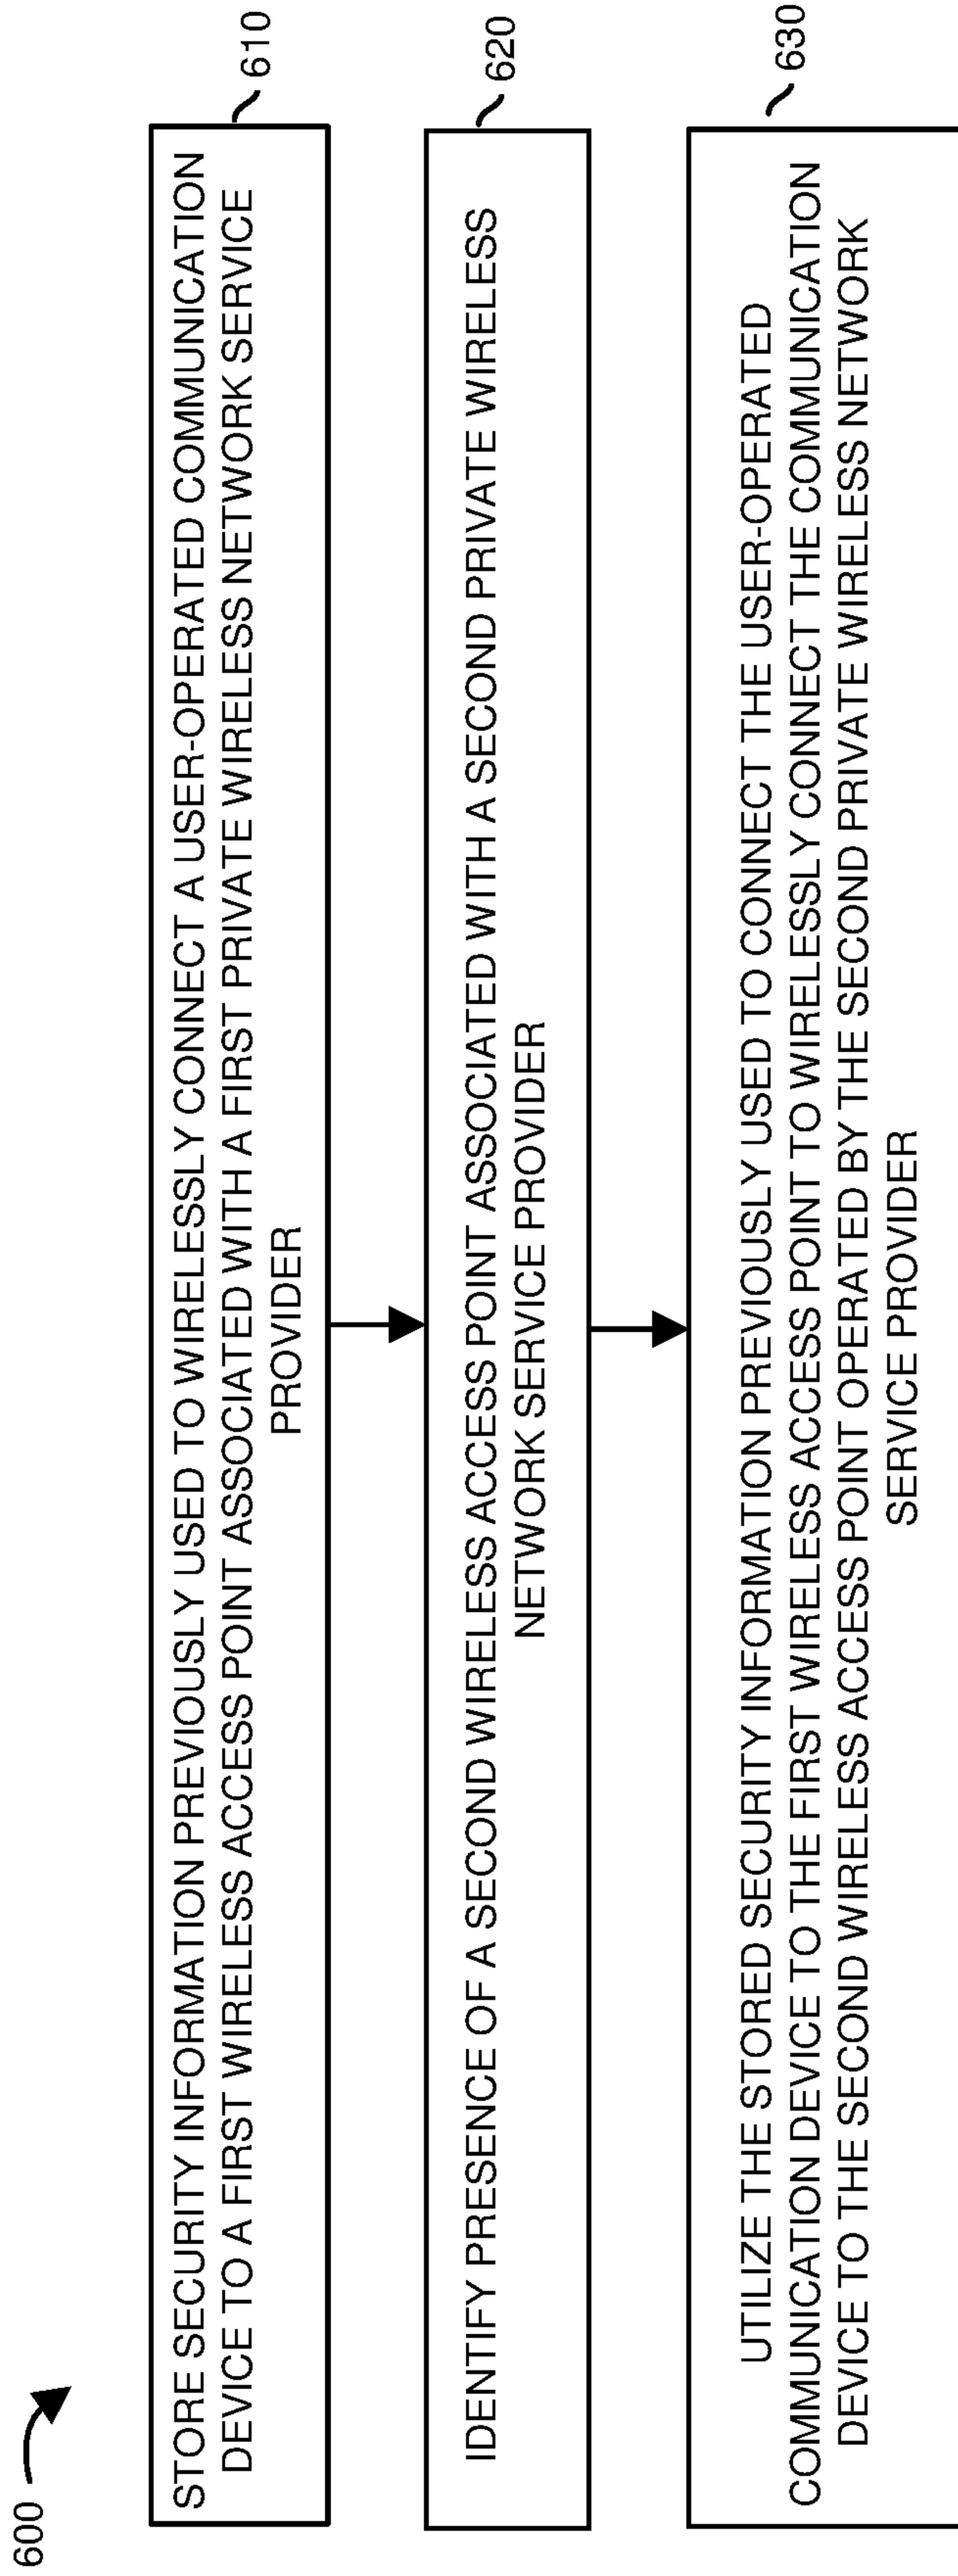 600
STORE SECURITY INFORMATION PREVIOUSLY USED TO WIRELESSLY CONNECT A USER-OPERATED COMMUNICATION
DEVICE TO A FIRST WIRELESS ACCESS POINT ASSOCIATED WITH A FIRST PRIVATE WIRELESS NETWORK SERVICE
PROVIDER
610
IDENTIFY PRESENCE OF A SECOND WIRELESS ACCESS POINT ASSOCIATED WITH A SECOND PRIVATE WIRELESS
NETWORK SERVICE PROVIDER
620
UTILIZE THE STORED SECURITY INFORMATION PREVIOUSLY USED TO CONNECT THE USER-OPERATED
COMMUNICATION DEVICE TO THE FIRST WIRELESS ACCESS POINT TO WIRELESSLY CONNECT THE COMMUNICATION
DEVICE TO THE SECOND WIRELESS ACCESS POINT OPERATED BY THE SECOND PRIVATE WIRELESS NETWORK
SERVICE PROVIDER
630